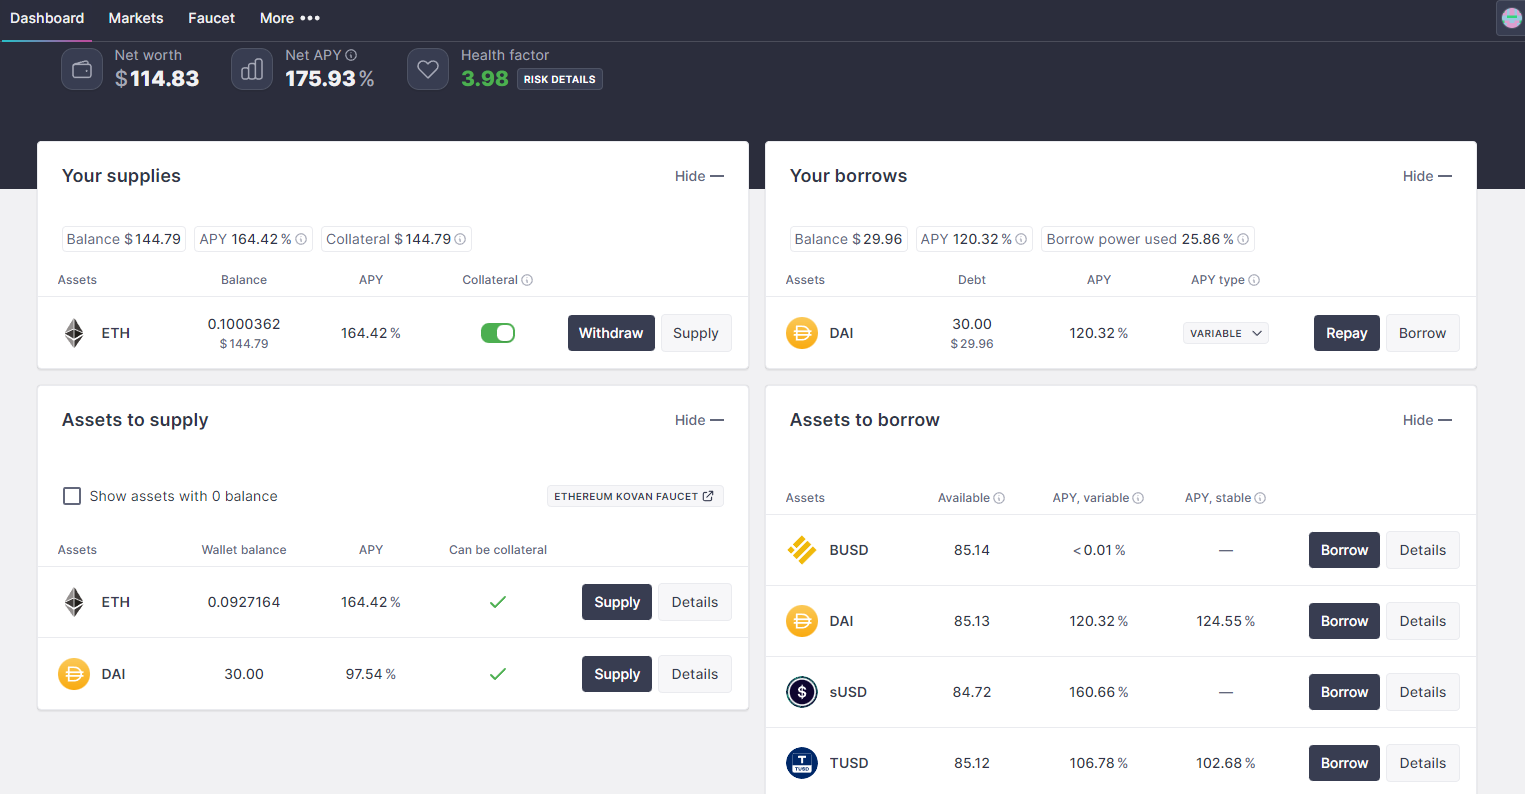 Dashboard Markets Faucet More •••
Net worth Net APY Health factor
$114.83 175.93% 3.98 RISK DETAILS
Your supplies Hide —
Balance $144.79 APY 164.42% Collateral $144.79
Assets Balance APY Collateral
ETH 0.1000362 164.42% Withdraw Supply
$144.79
Your borrows Hide —
Balance $29.96 APY 120.32% Borrow power used 25.86%
Assets Debt APY APY type
DAI 30.00 120.32% VARIABLE Repay Borrow
$29.96
Assets to supply Hide —
Show assets with 0 balance ETHEREUM KOVAN FAUCET
Assets Wallet balance APY Can be collateral
ETH 0.0927164 164.42% Supply Details
DAI 30.00 97.54% Supply Details
Assets to borrow Hide —
Assets Available APY, variable APY, stable
BUSD 85.14 <0.01% — Borrow Details
DAI 85.13 120.32% 124.55% Borrow Details
$ sUSD 84.72 160.66% — Borrow Details
T TUSD TUSD 85.12 106.78% 102.68% Borrow Details